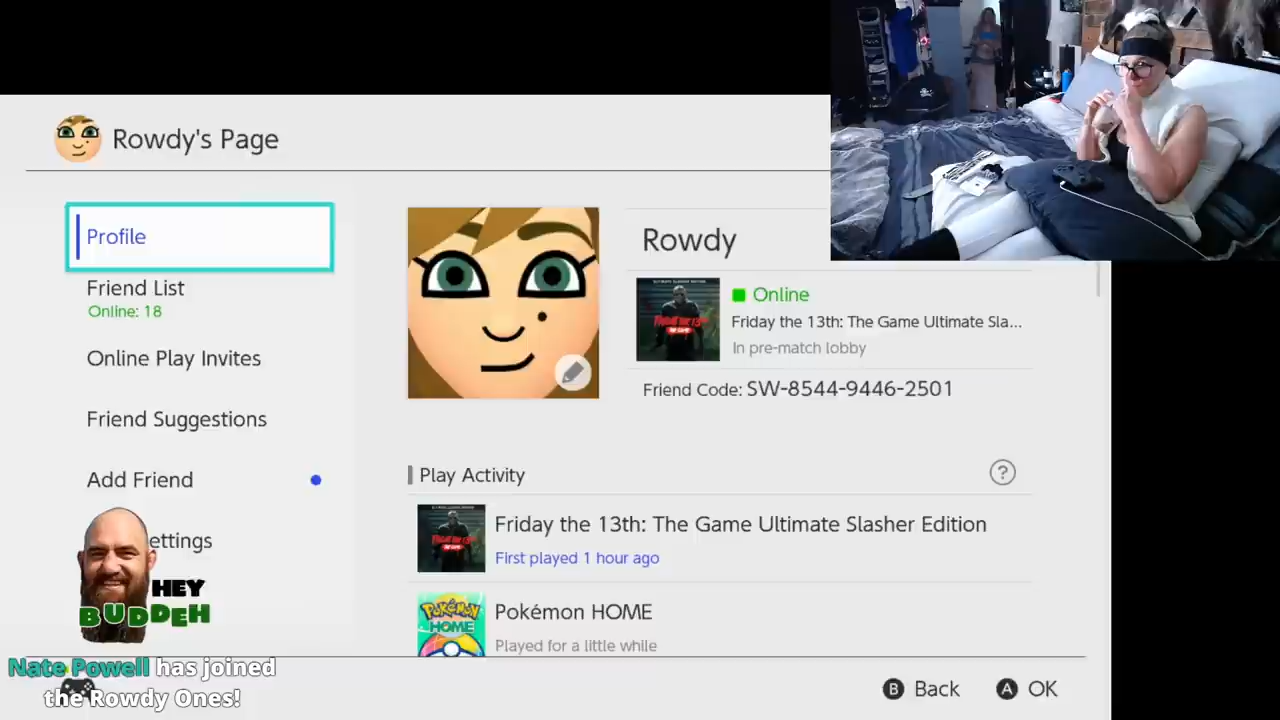 Rowdy's Page
Profile
Friend List
Online: 18
Online Play Invites
Friend Suggestions
Add Friend
ettings
HEY
BUDDEH
Nate Powell has joined
the Rowdy Ones!
Rowdy
Online
Friday the 13th: The Game Ultimate Sla...
In pre-match lobby
Friend Code: SW-8544-9446-2501
Play Activity
?
Friday the 13th: The Game Ultimate Slasher Edition
First played 1 hour ago
POKéMON
HOME
Pokémon HOME
Played for a little while
B Back
A OK